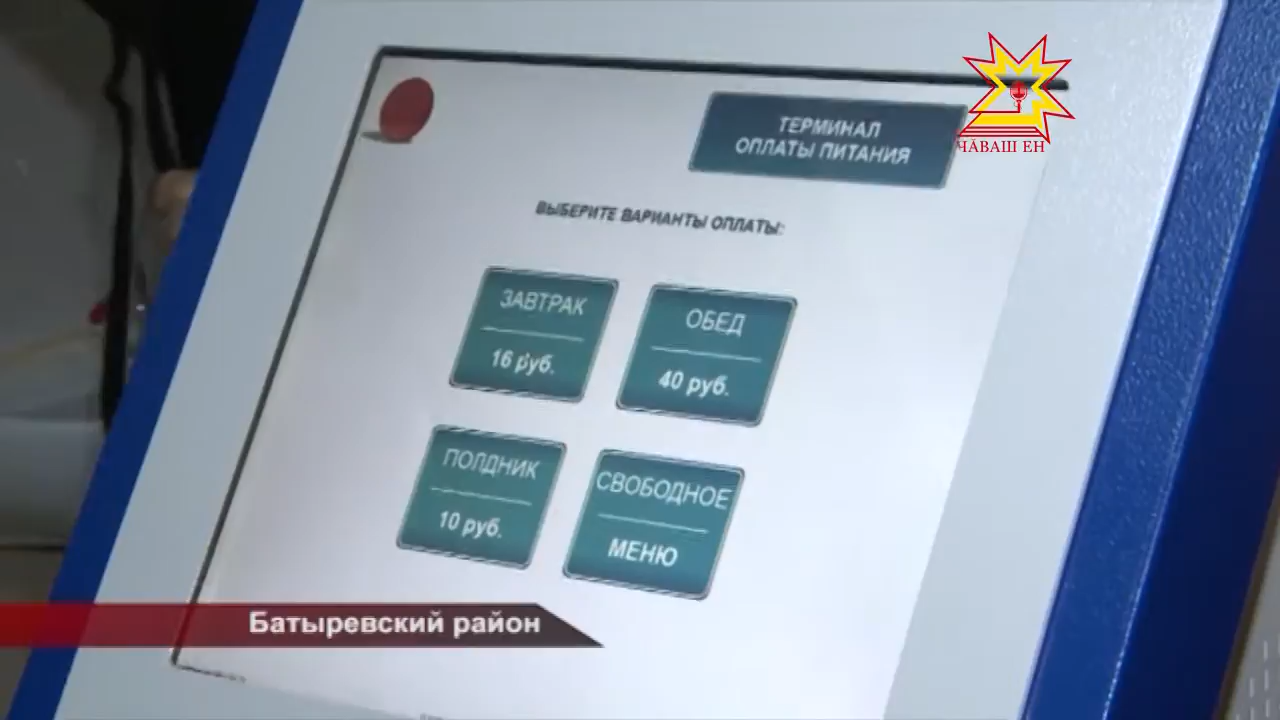 ТЕРМИНАЛ
ОПЛАТЫ ПИТАНИЯ
ЧӐВАШ ЕН
ВЫБЕРИТЕ ВАРИАНТЫ ОПЛАТЫ:
ЗАВТРАК
16 руб.
ОБЕД
40 руб.
ПОЛДНИК
10 руб.
СВОБОДНОЕ
МЕНЮ
Батыревский район